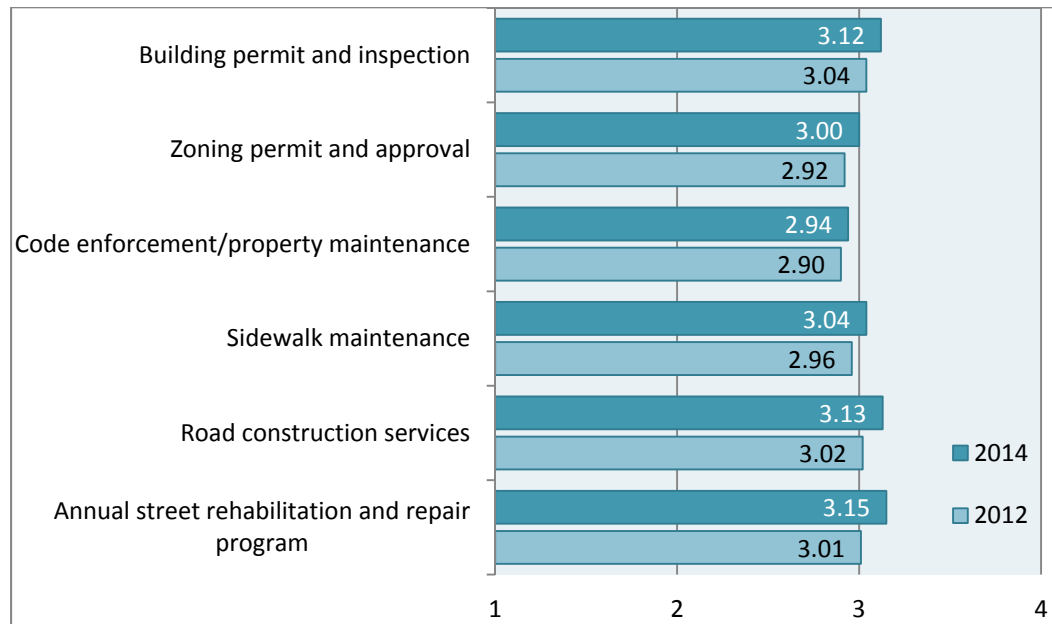 Building permit and inspection
3.12
3.04
Zoning permit and approval
3.00
2.92
Code enforcement/property maintenance
2.94
2.90
Sidewalk maintenance
3.04
2.96
Road construction services
3.13
3.02
Annual street rehabilitation and repair
program
3.15
3.01
2014
2012
1 2 3 4